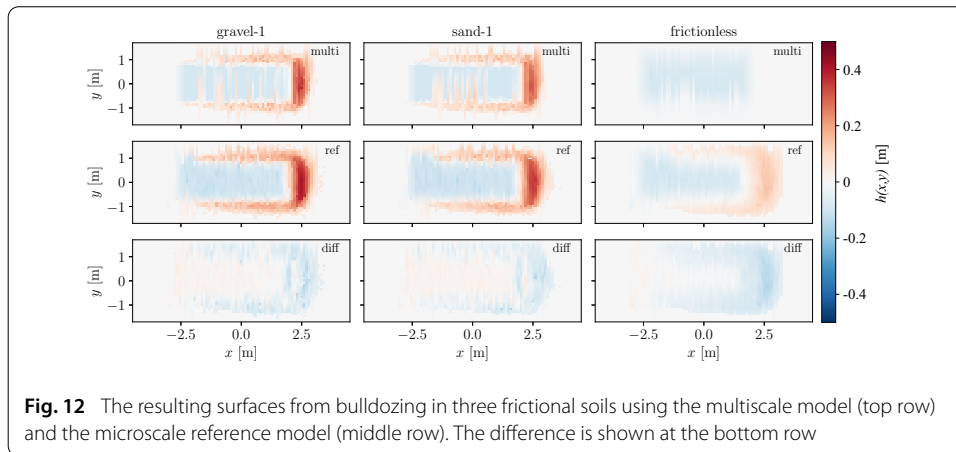 gravel-1 sand-1 frictionless
1 multi multi multi
y [m] 0
−1
0.4
1 ref ref ref
y [m] 0
−1
0.2
0
h(x,y) [m]
-0.2
1 diff diff diff
y [m] 0
−1
-0.4
−2.5 0.0 2.5 −2.5 0.0 2.5 −2.5 0.0 2.5
x [m] x [m] x [m]
Fig. 12 The resulting surfaces from bulldozing in three frictional soils using the multiscale model (top row)
and the microscale reference model (middle row). The difference is shown at the bottom row